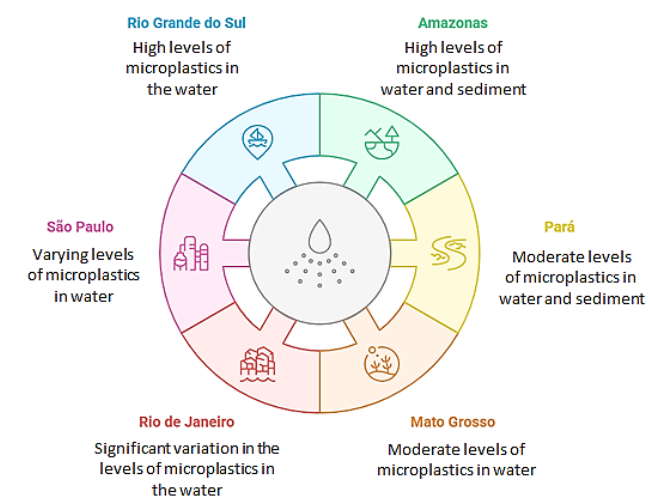 Rio Grande do Sul
High levels of
microplastics in
the water
Amazonas
High levels of
microplastics in
water and sediment
São Paulo
Varying levels
of microplastics
in water
Pará
Moderate levels
of microplastics in
water and sediment
Rio de Janeiro
Significant variation in the
levels of microplastics in
the water
Mato Grosso
Moderate levels of
microplastics in water